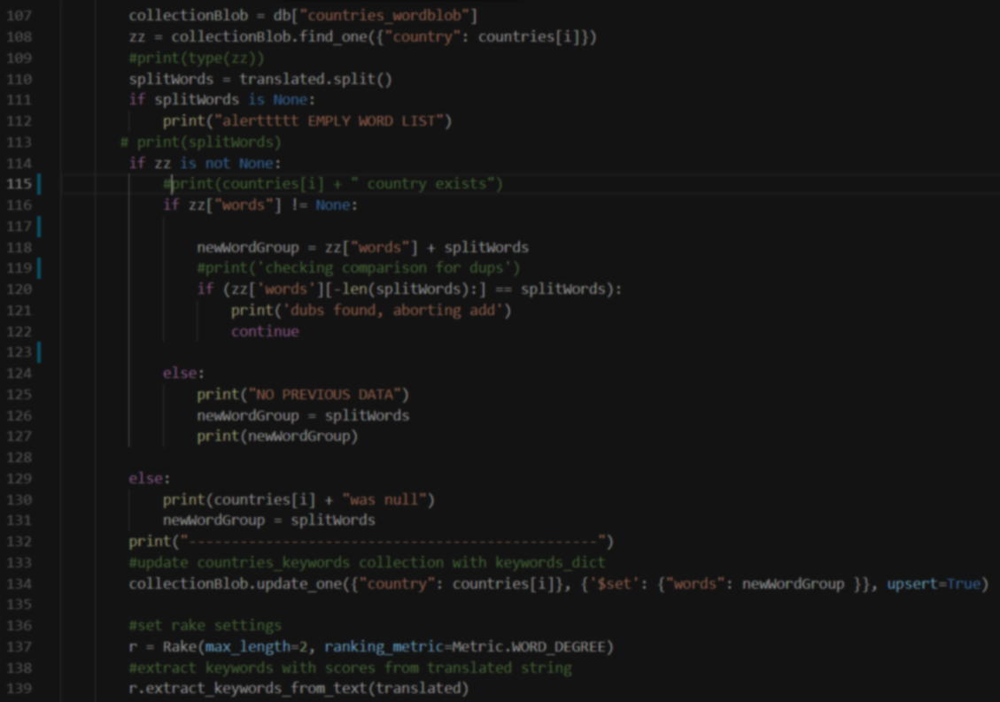 107 collectionBlob = db["countries_wordblob"]
108 zz = collectionBlob.find_one({"country": countries[i]})
109 #print(type(zz))
110 splitWords = translated.split()
111 if splitWords is None:
112 print("alerttttt EMPLY WORD LIST")
113 # print(splitWords)
114 if zz is not None:
115 #print(countries[i] + " country exists")
116 if zz["words"] != None:
117
118 newWordGroup = zz["words"] + splitWords
119 #print('checking comparison for dups')
120 if (zz['words'][-len(splitWords):] == splitWords):
121 print('dubs found, aborting add')
122 continue
123
124 else:
125 print("NO PREVIOUS DATA")
126 newWordGroup = splitWords
127 print(newWordGroup)
128
129 else:
130 print(countries[i] + "was null")
131 newWordGroup = splitWords
132 print("------------------------------------------------")
133 #update countries_keywords collection with keywords_dict
134 collectionBlob.update_one({"country": countries[i]}, {'$set': {"words": newWordGroup }}, upsert=True)
135
136 #set rake settings
137 r = Rake(max_length=2, ranking_metric=Metric.WORD_DEGREE)
138 #extract keywords with scores from translated string
139 r.extract_keywords_from_text(translated)